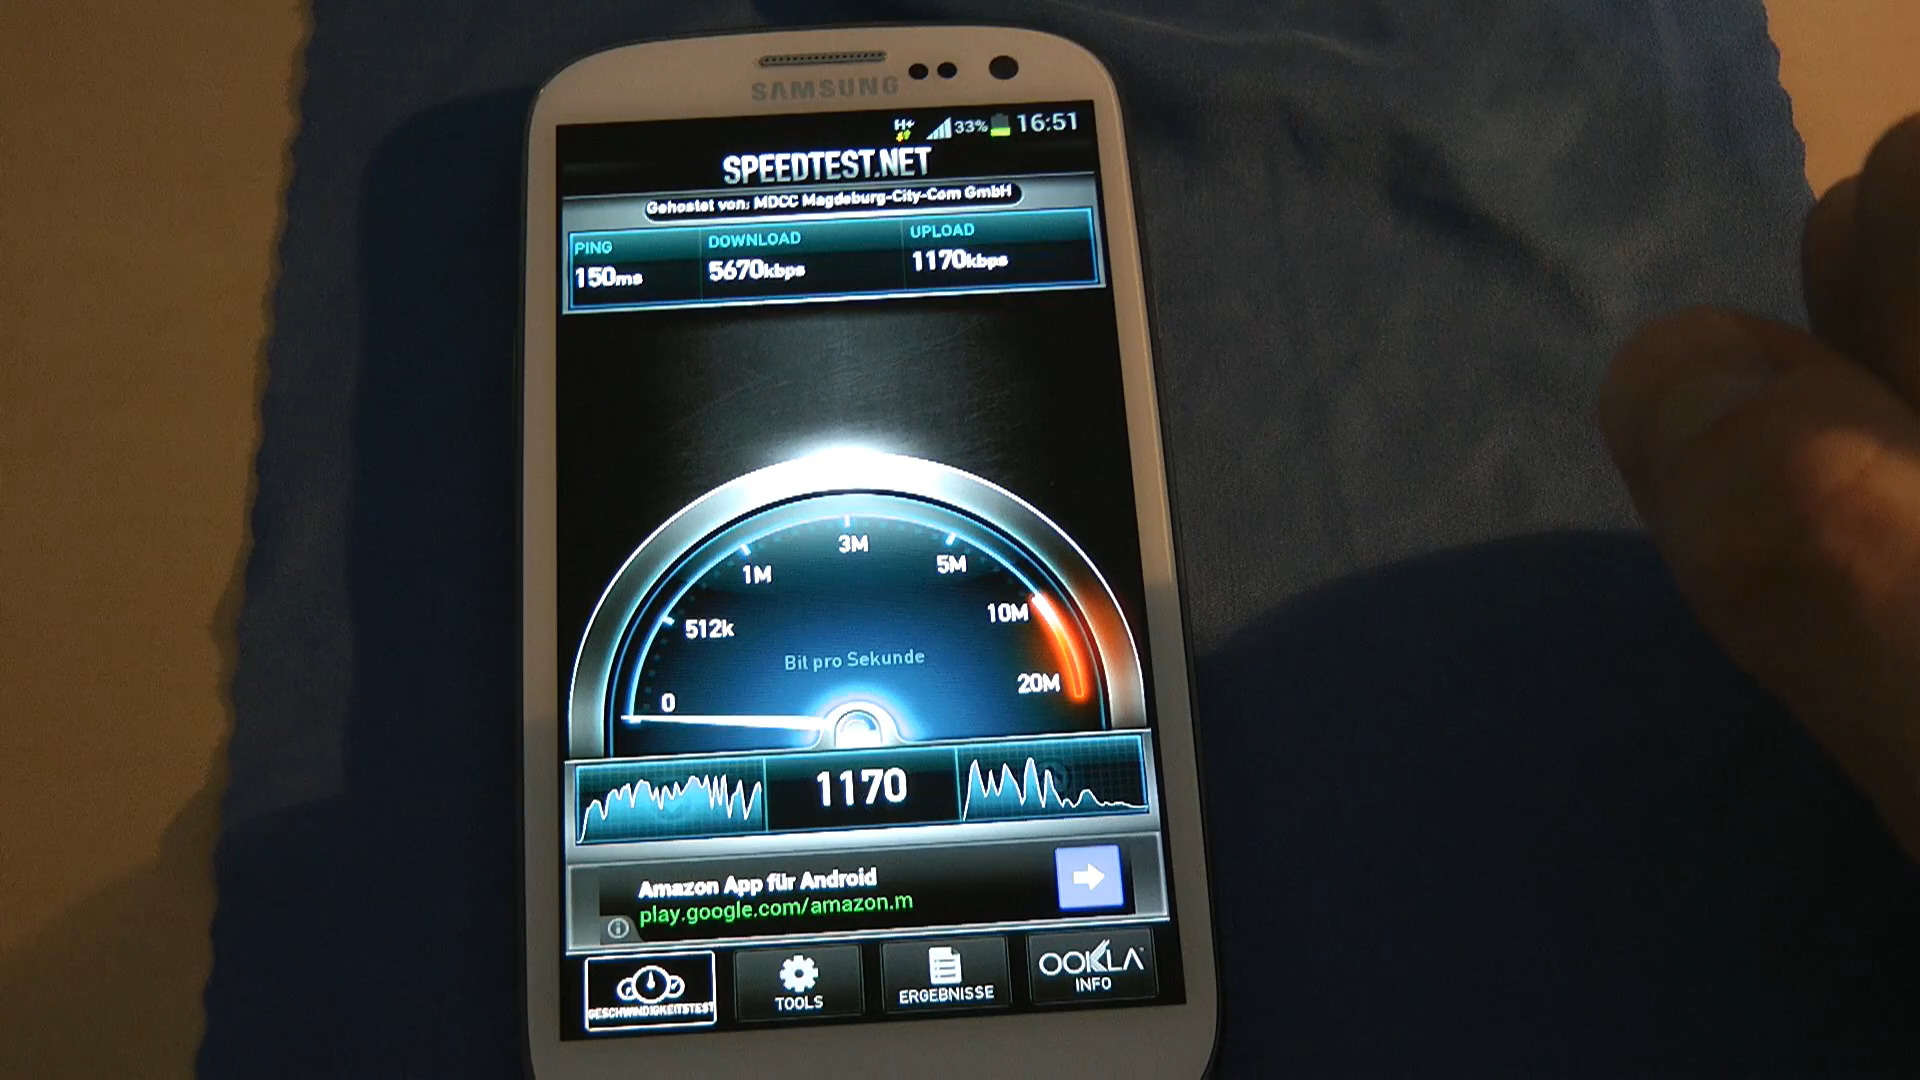 SAMSUNG
H+ 33% 16:51
SPEEDTEST.NET
Gehostet von: MDCC Magdeburg-City-Com GmbH
PING DOWNLOAD UPLOAD
150ms 5670kbps 1170kbps
3M
1M 5M
512k 10M
Bit pro Sekunde
0 20M
1170
Amazon App für Android
play.google.com/amazon.m
GESCHWINDIGKEITSTEST TOOLS ERGEBNISSE OOKLA INFO